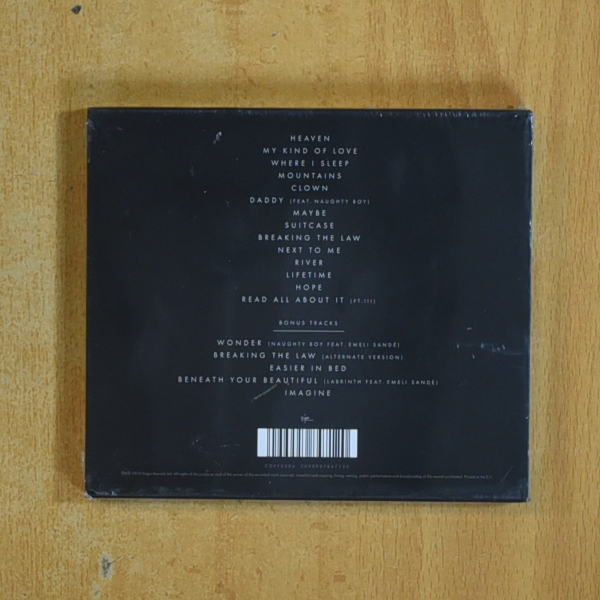 HEAVEN
MY KIND OF LOVE
WHERE I SLEEP
MOUNTAINS
CLOWN
DADDY (FEAT. NAUGHTY BOY)
MAYBE
SUITCASE
BREAKING THE LAW
NEXT TO ME
RIVER
LIFETIME
HOPE
READ ALL ABOUT IT (PT.III)
BONUS TRACKS
WONDER (NAUGHTY BOY FEAT. EMELI SANDÉ)
BREAKING THE LAW (ALTERNATE VERSION)
EASIER IN BED
BENEATH YOUR BEAUTIFUL (LABRINTH FEAT. EMELI SANDÉ)
IMAGINE